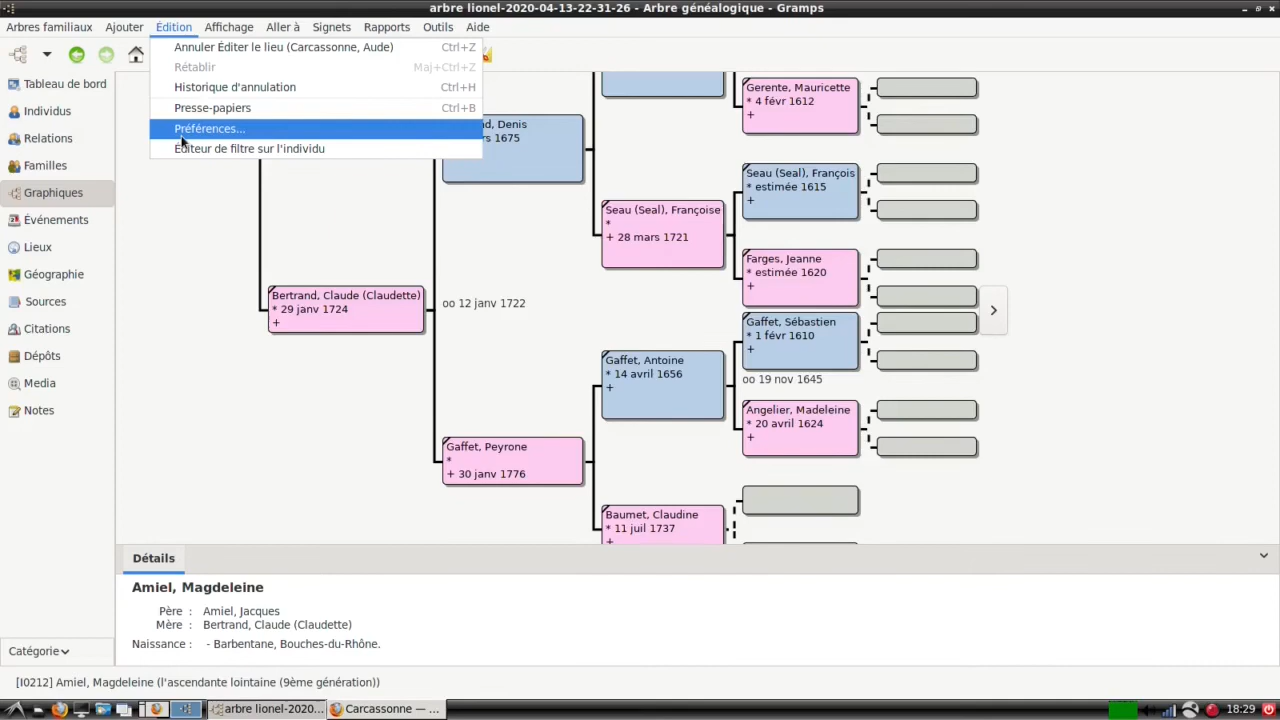 arbre lionel-2020-04-13-22-31-26 - Arbre généalogique - Gramps
Arbres familiaux Ajouter Édition Affichage Aller à Signets Rapports Outils Aide
Annuler Éditer le lieu (Carcassonne, Aude) Ctrl+Z
Rétablir Maj+Ctrl+Z
Historique d'annulation Ctrl+H
Presse-papiers Ctrl+B
Préférences...
Éditeur de filtre sur l'individu
Tableau de bord
Individus
Relations
Familles
Graphiques
Événements
Lieux
Géographie
Sources
Citations
Dépôts
Media
Notes
Catégorie
Bertrand, Claude (Claudette)
* 29 janv 1724
+
Denis
1675
oo 12 janv 1722
Gaffet, Peyrone
*
+ 30 janv 1776
Seau (Seal), Françoise
*
+ 28 mars 1721
Gaffet, Antoine
* 14 avril 1656
+
Baumet, Claudine
* 11 juil 1737
+
Gerente, Mauricette
* 4 févr 1612
+
Seau (Seal), François
* estimée 1615
+
Farges, Jeanne
* estimée 1620
+
Gaffet, Sébastien
* 1 févr 1610
+
oo 19 nov 1645
Angelier, Madeleine
* 20 avril 1624
+
Détails
Amiel, Magdeleine
Père : Amiel, Jacques
Mère : Bertrand, Claude (Claudette)
Naissance : - Barbentane, Bouches-du-Rhône.
[I0212] Amiel, Magdeleine (l'ascendante lointaine (9ème génération))
arbre lionel-2020... Carcassonne — ... 18:29